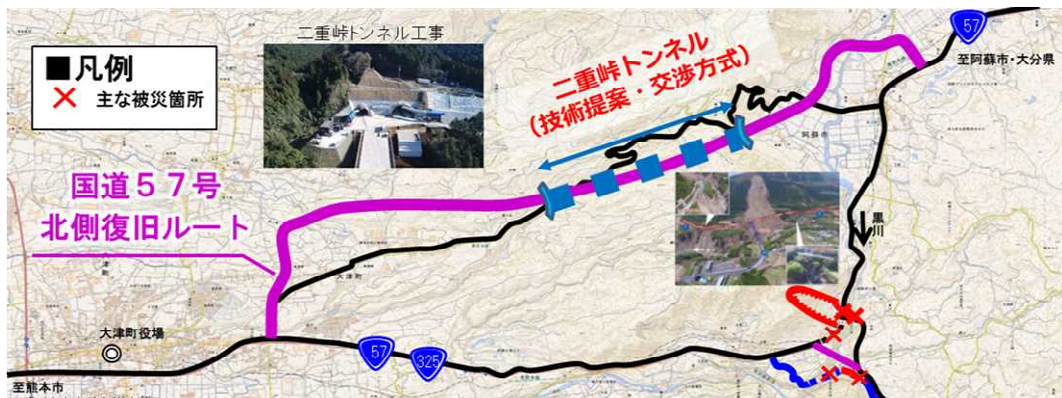 二重峠トンネル工事
■凡例
× 主な被災箇所
二重峠トンネル
（技術提案・交渉方式）
57
至阿蘇市・大分県
阿蘇市
国道５７号
北側復旧ルート
黒川
大津町
大津町
大津町役場
57
325
至熊本市